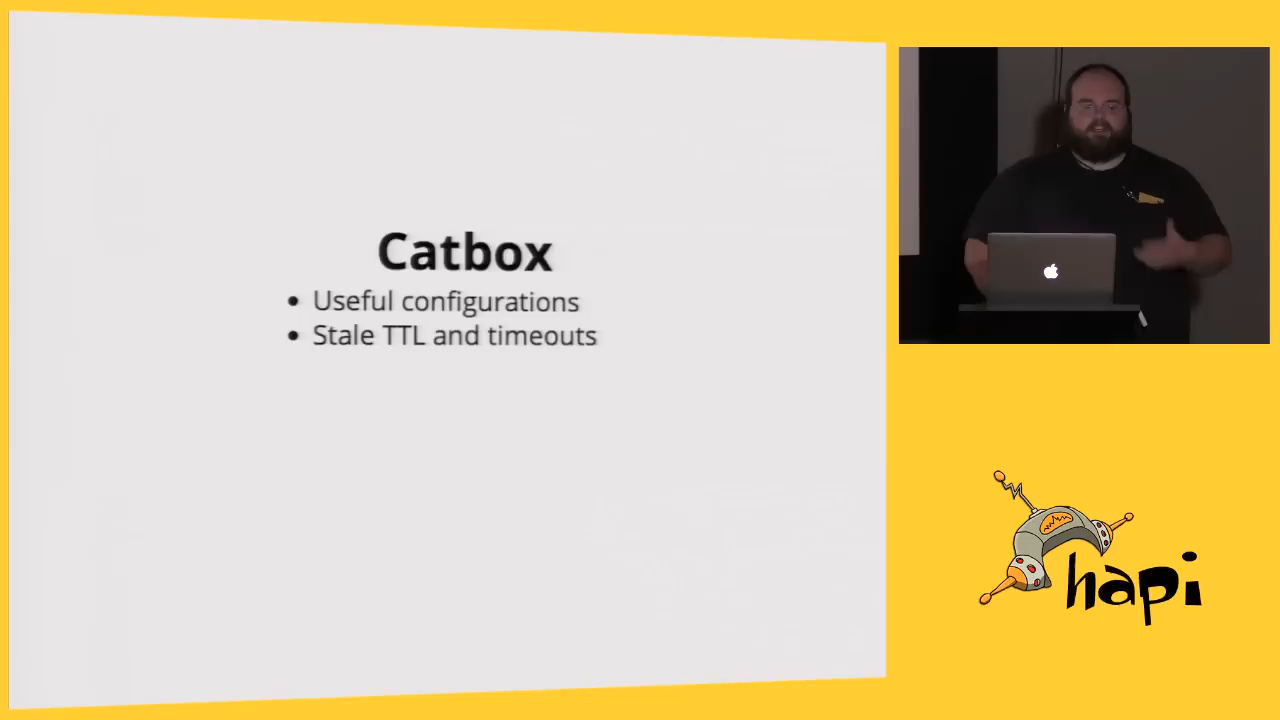 Catbox
• Useful configurations
• Stale TTL and timeouts
hapi